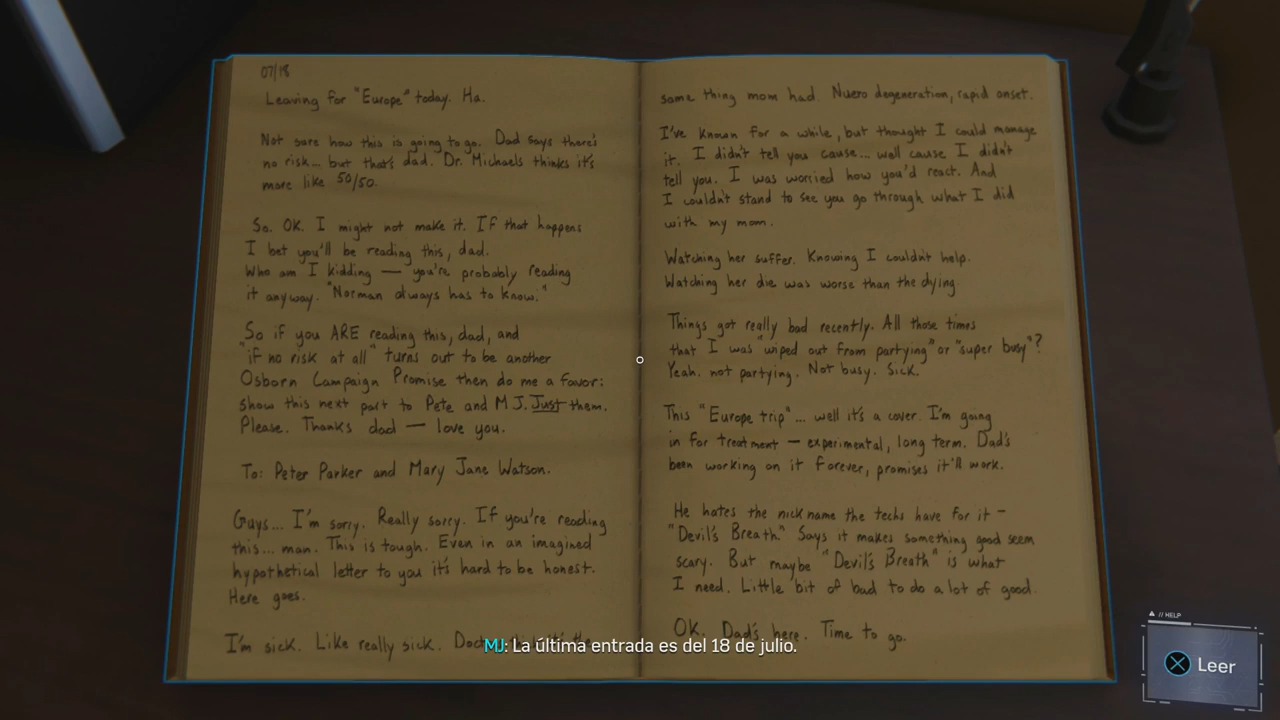 07/18
Leaving for "Europe" today. Ha.
Not sure how this is going to go. Dad says there's
no risk... but that's dad. Dr. Michaels thinks it's
more like 50/50.
So. OK. I might not make it. If that happens
I bet you'll be reading this, dad.
Who am I kidding — you're probably reading
it anyway. "Norman always has to know."
So if you ARE reading this, dad, and
"if no risk at all" turns out to be another
Osborn Campaign Promise then do me a favor:
show this next part to Pete and MJ. Just them.
Please. Thanks dad — love you.
To: Peter Parker and Mary Jane Watson.
Guys... I'm sorry. Really sorry. If you're reading
this... man. This is tough. Even in an imagined
hypothetical letter to you it's hard to be honest.
Here goes.
I'm sick. Like really sick.
same thing mom had. Nuero degeneration, rapid onset.
I've known for a while, but thought I could manage
it. I didn't tell you cause... well cause I didn't
tell you. I was worried how you'd react. And
I couldn't stand to see you go through what I did
with my mom.
Watching her suffer. Knowing I couldn't help.
Watching her die was worse than the dying.
Things got really bad recently. All those times
that I was "wiped out from partying" or "super busy"?
Yeah. not partying. Not busy. Sick.
This "Europe trip"... well it's a cover. I'm going
in for treatment — experimental, long term. Dad's
been working on it forever, promises it'll work.
He hates the nickname the techs have for it -
"Devil's Breath." Says it makes something good seem
scary. But maybe "Devil's Breath" is what
I need. Little bit of bad to do a lot of good.
OK. Dad's here. Time to go.
MJ: La última entrada es del 18 de julio.
// HELP
Leer